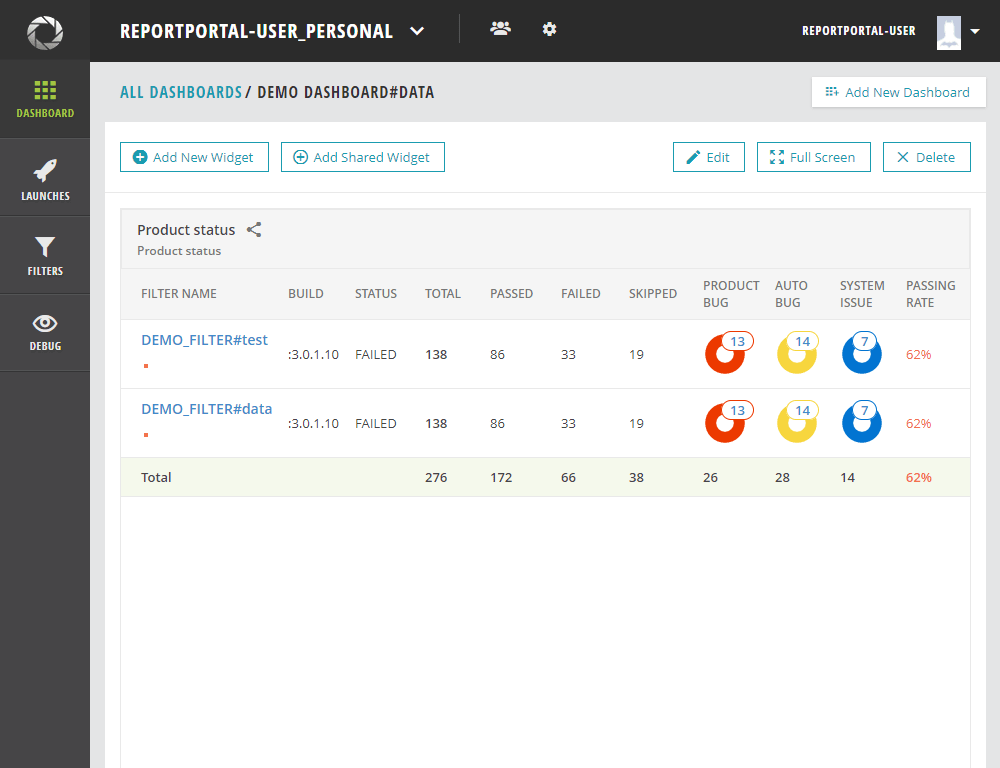 REPORTPORTAL-USER_PERSONAL
REPORTPORTAL-USER
DASHBOARD
LAUNCHES
FILTERS
DEBUG
ALL DASHBOARDS / DEMO DASHBOARD#DATA
Add New Dashboard
Add New Widget
Add Shared Widget
Edit
Full Screen
Delete
Product status
Product status
FILTER NAME BUILD STATUS TOTAL PASSED FAILED SKIPPED PRODUCT BUG AUTO BUG SYSTEM ISSUE PASSING RATE
DEMO_FILTER#test :3.0.1.10 FAILED 138 86 33 19 13 14 7 62%
DEMO_FILTER#data :3.0.1.10 FAILED 138 86 33 19 13 14 7 62%
Total 276 172 66 38 26 28 14 62%